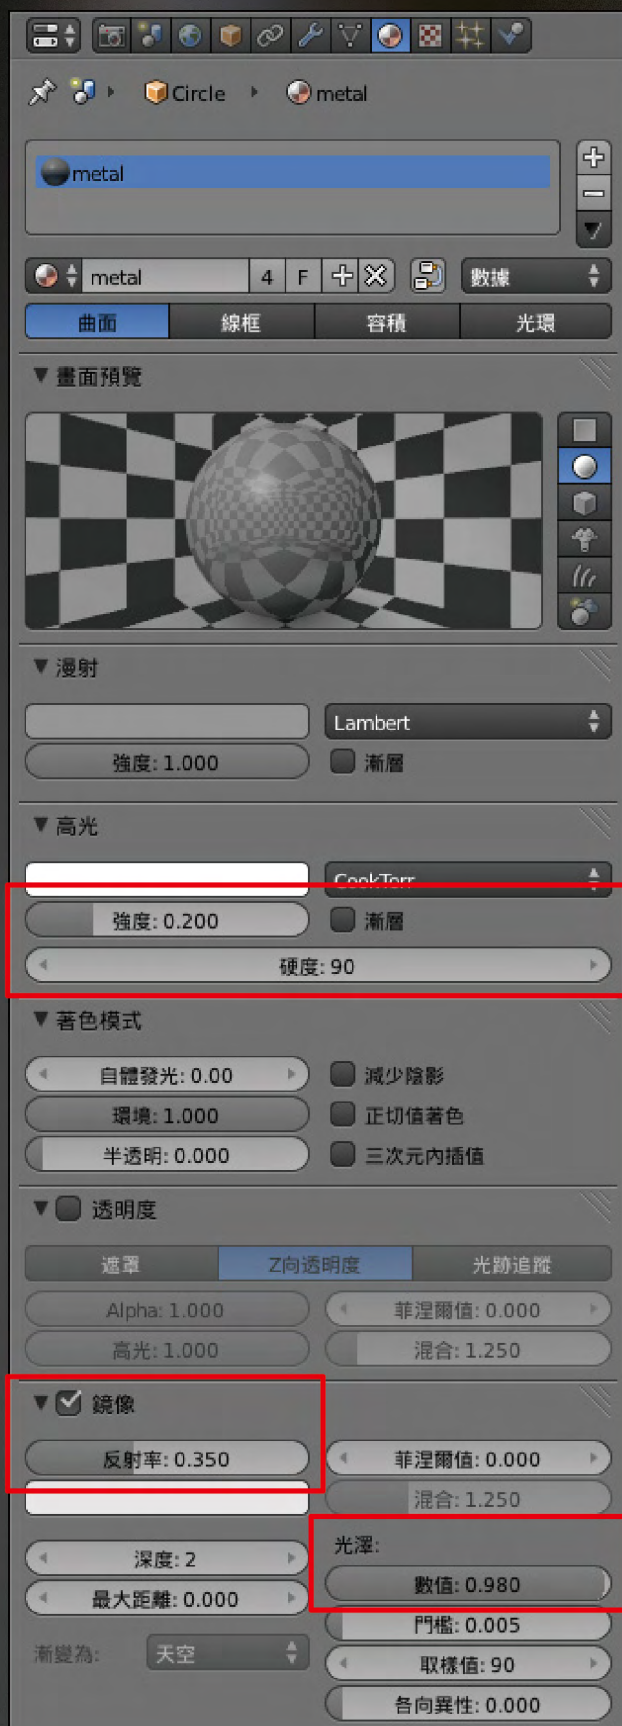 Circle metal
metal
metal 4 F 數據
曲面 線框 容積 光環
畫面預覽
漫射
Lambert
強度: 1.000 漸層
高光
CookTorr
強度: 0.200 漸層
硬度: 90
著色模式
自體發光: 0.00 減少陰影
環境: 1.000 正切值著色
半透明: 0.000 三次元內插值
透明度
遮罩 Z向透明度 光跡追蹤
Alpha: 1.000 菲涅爾值: 0.000
高光: 1.000 混合: 1.250
鏡像
反射率: 0.350 菲涅爾值: 0.000
混合: 1.250
光澤:
深度: 2 數值: 0.980
最大距離: 0.000 門檻: 0.005
漸變為: 天空 取樣值: 90
各向異性: 0.000